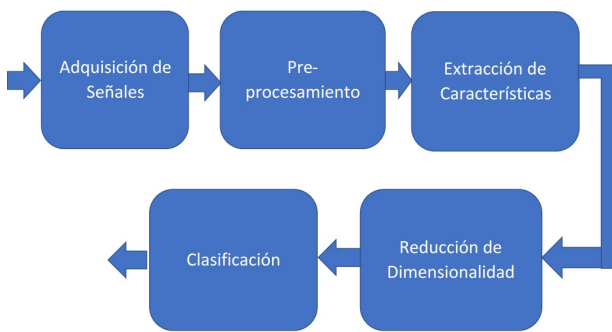 Adquisición de
Señales
Pre-
procesamiento
Extracción de
Características
Reducción de
Dimensionalidad
Clasificación